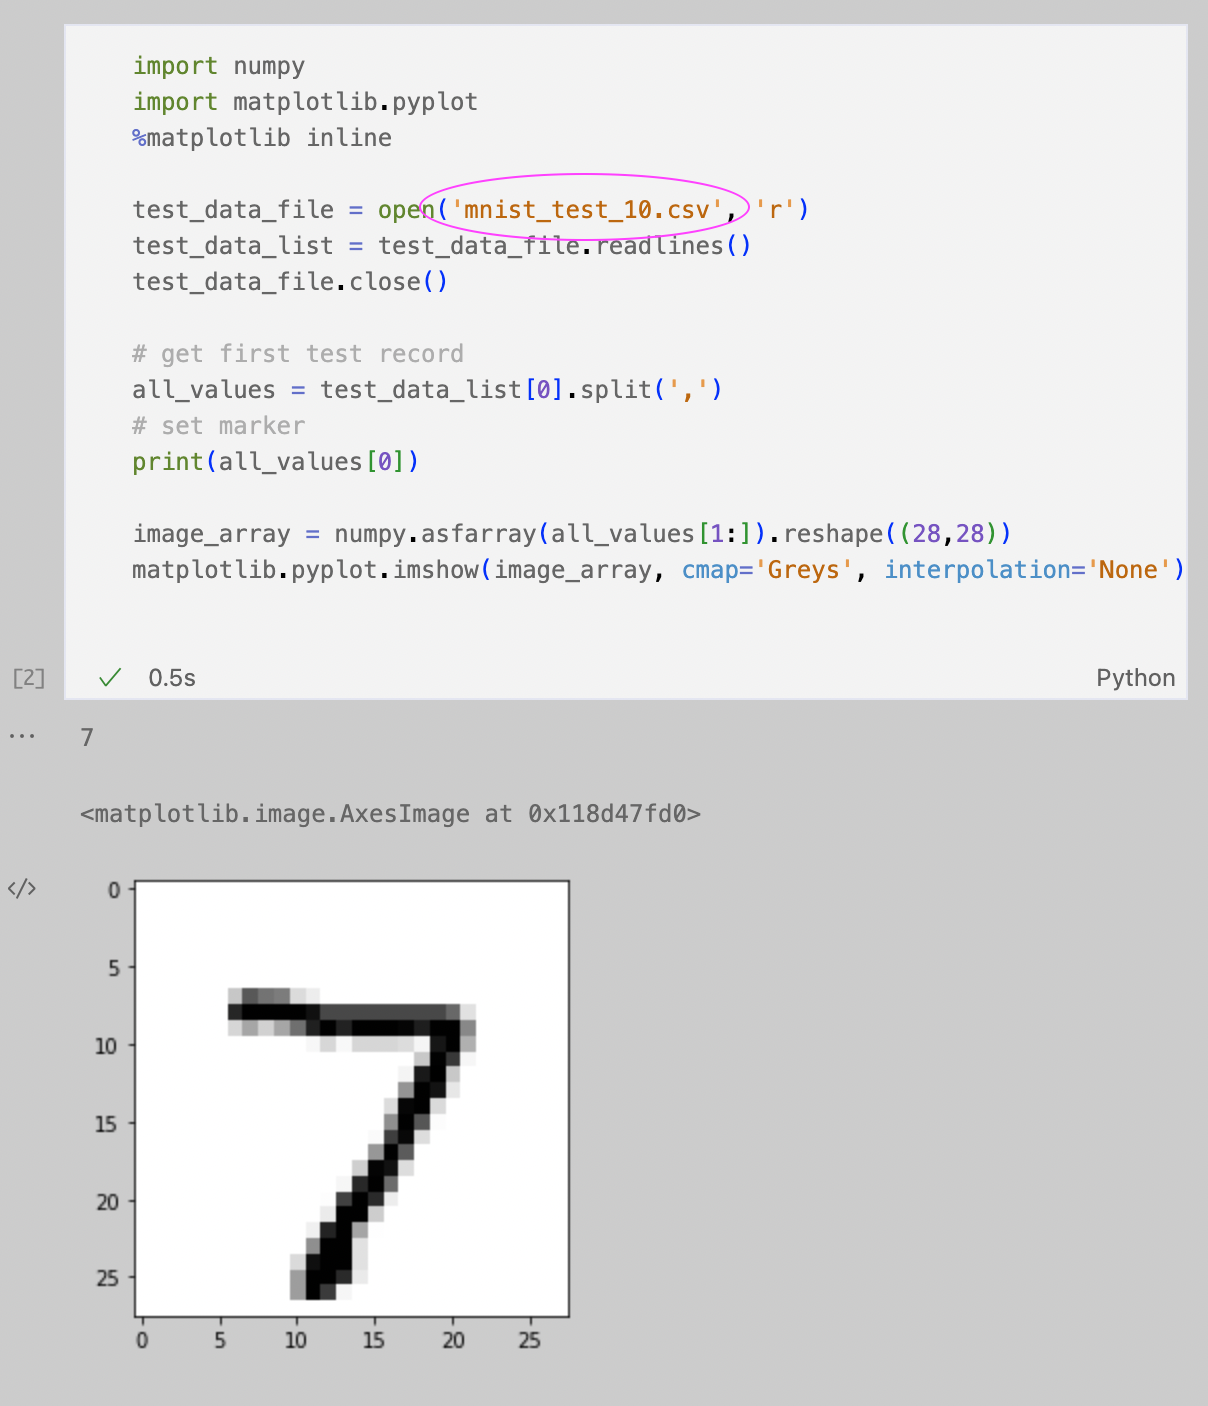 import numpy
import matplotlib.pyplot
%matplotlib inline
test_data_file = open('mnist_test_10.csv', 'r')
test_data_list = test_data_file.readlines()
test_data_file.close()
# get first test record
all_values = test_data_list[0].split(',')
# set marker
print(all_values[0])
image_array = numpy.asfarray(all_values[1:]).reshape((28,28))
matplotlib.pyplot.imshow(image_array, cmap='Greys', interpolation='None')
[2] 0.5s Python
... 7
<matplotlib.image.AxesImage at 0x118d47fd0>
</>
0
5
10
15
20
25
0 5 10 15 20 25
7